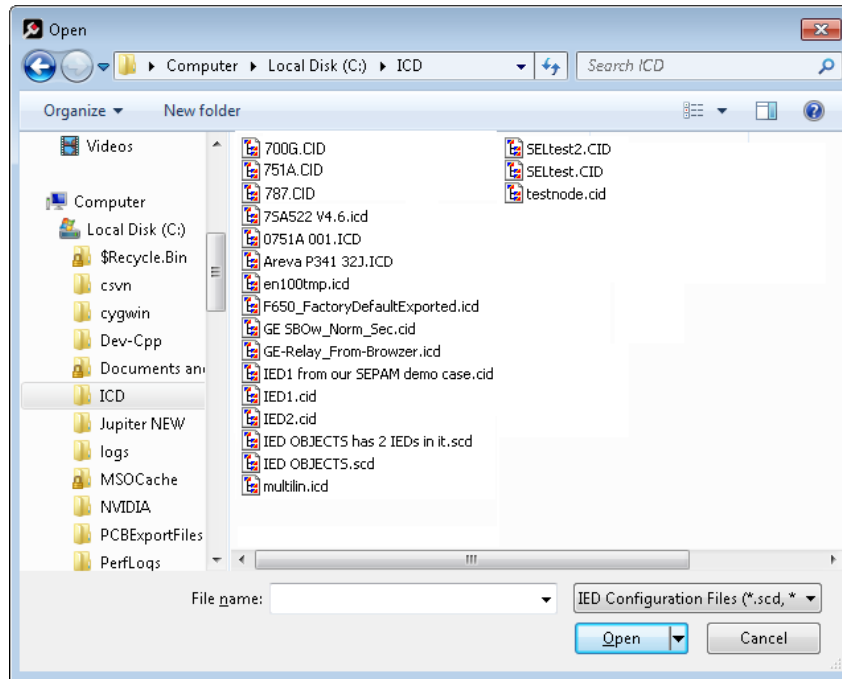 Open
Computer Local Disk (C:) ICD
Search ICD
Organize
New folder
Videos
Computer
Local Disk (C:)
$Recycle.Bin
csvn
cygwin
Dev-Cpp
Documents an
ICD
Jupiter NEW
logs
MSOCache
NVIDIA
PCBExportFiles
PerfLogs
700G.CID
751A.CID
787.CID
7SA522 V4.6.icd
0751A 001.ICD
Areva P341 32J.ICD
en100tmp.icd
F650_FactoryDefaultExported.icd
GE SBOw_Norm_Sec.cid
GE-Relay_From-Browzer.icd
IED1 from our SEPAM demo case.cid
IED1.cid
IED2.cid
IED OBJECTS has 2 IEDs in it.scd
IED OBJECTS.scd
multilin.icd
SELtest2.CID
SELtest.CID
testnode.cid
File name:
IED Configuration Files (*.scd, *
Open
Cancel